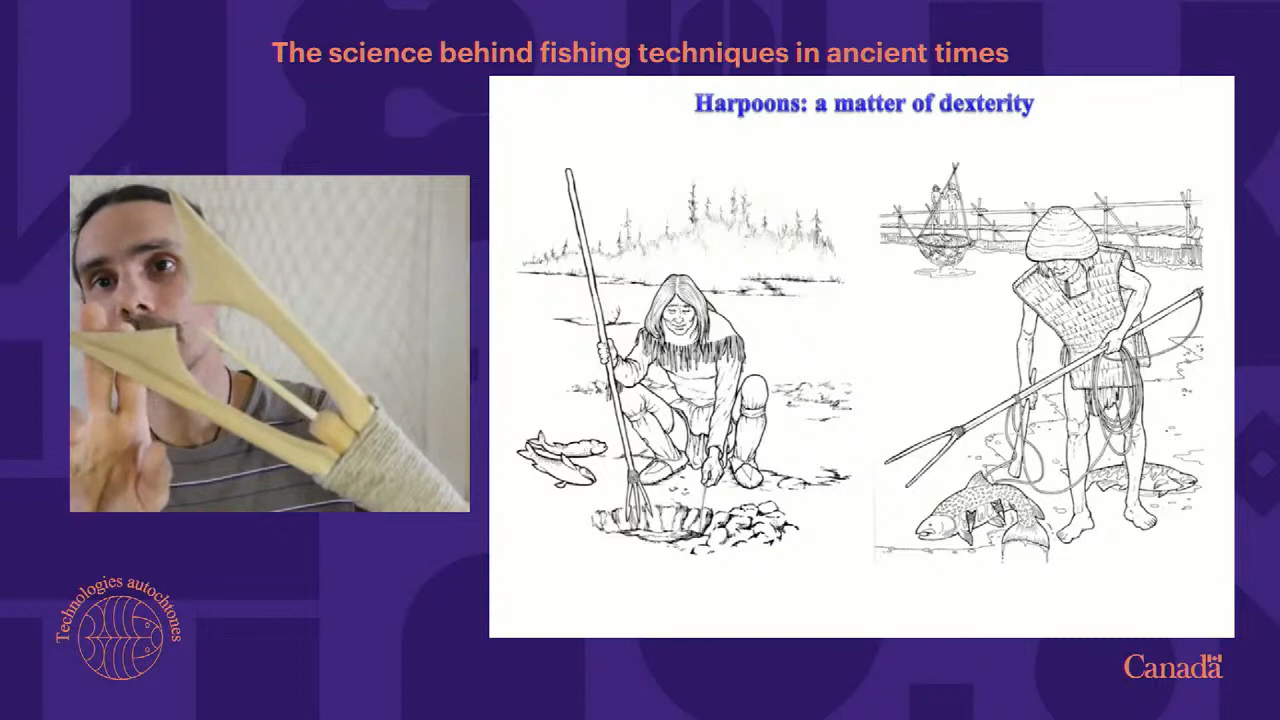 The science behind fishing techniques in ancient times
Harpoons: a matter of dexterity
Technologies autochtones
Canada